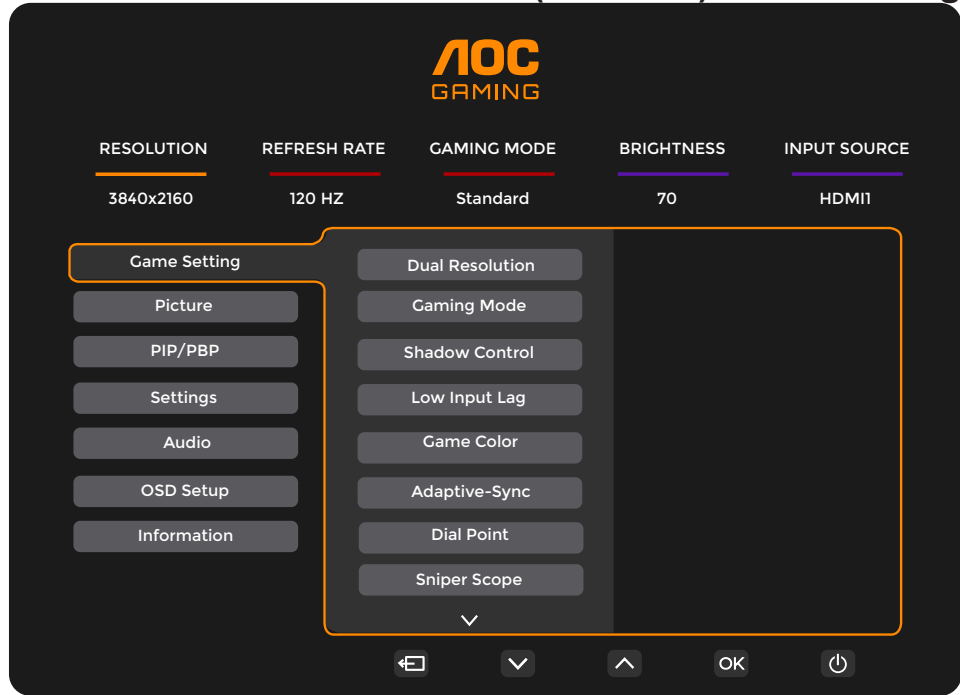 AOC
GAMING
RESOLUTION REFRESH RATE GAMING MODE BRIGHTNESS INPUT SOURCE
3840x2160 120 HZ Standard 70 HDMI1
Game Setting
Picture
PIP/PBP
Settings
Audio
OSD Setup
Information
Dual Resolution
Gaming Mode
Shadow Control
Low Input Lag
Game Color
Adaptive-Sync
Dial Point
Sniper Scope
OK